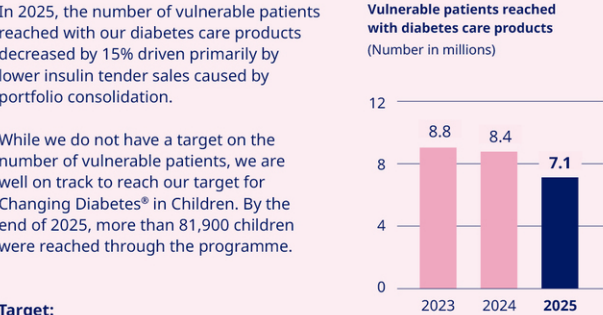 In 2025, the number of vulnerable patients
reached with our diabetes care products
decreased by 15% driven primarily by
lower insulin tender sales caused by
portfolio consolidation.
While we do not have a target on the
number of vulnerable patients, we are
well on track to reach our target for
Changing Diabetes® in Children. By the
end of 2025, more than 81,900 children
were reached through the programme.
Target:
Vulnerable patients reached
with diabetes care products
(Number in millions)
12
8
4
0
8.8
8.4
7.1
2023 2024 2025